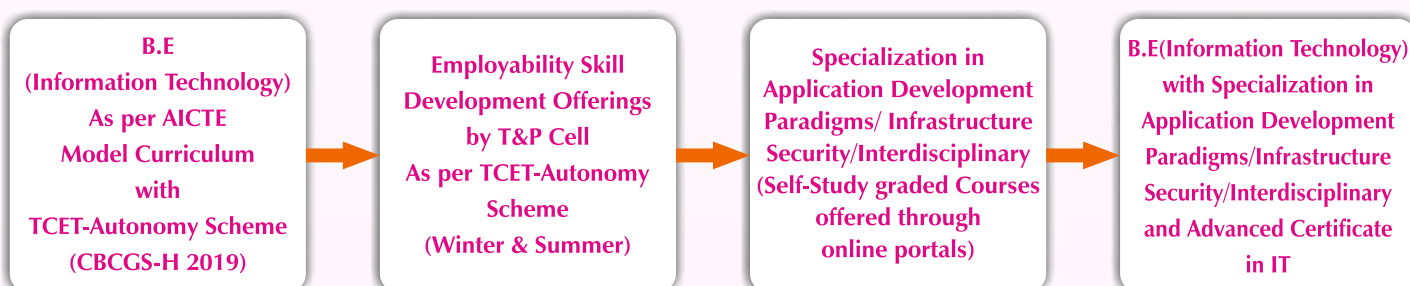 B.E
(Information Technology)
As per AICTE
Model Curriculum
with
TCET-Autonomy Scheme
(CBCGS-H 2019)
Employability Skill
Development Offerings
by T&P Cell
As per TCET-Autonomy
Scheme
(Winter & Summer)
Specialization in
Application Development
Paradigms/ Infrastructure
Security/Interdisciplinary
(Self-Study graded Courses
offered through
online portals)
B.E(Information Technology)
with Specialization in
Application Development
Paradigms/Infrastructure
Security/Interdisciplinary
and Advanced Certificate
in IT